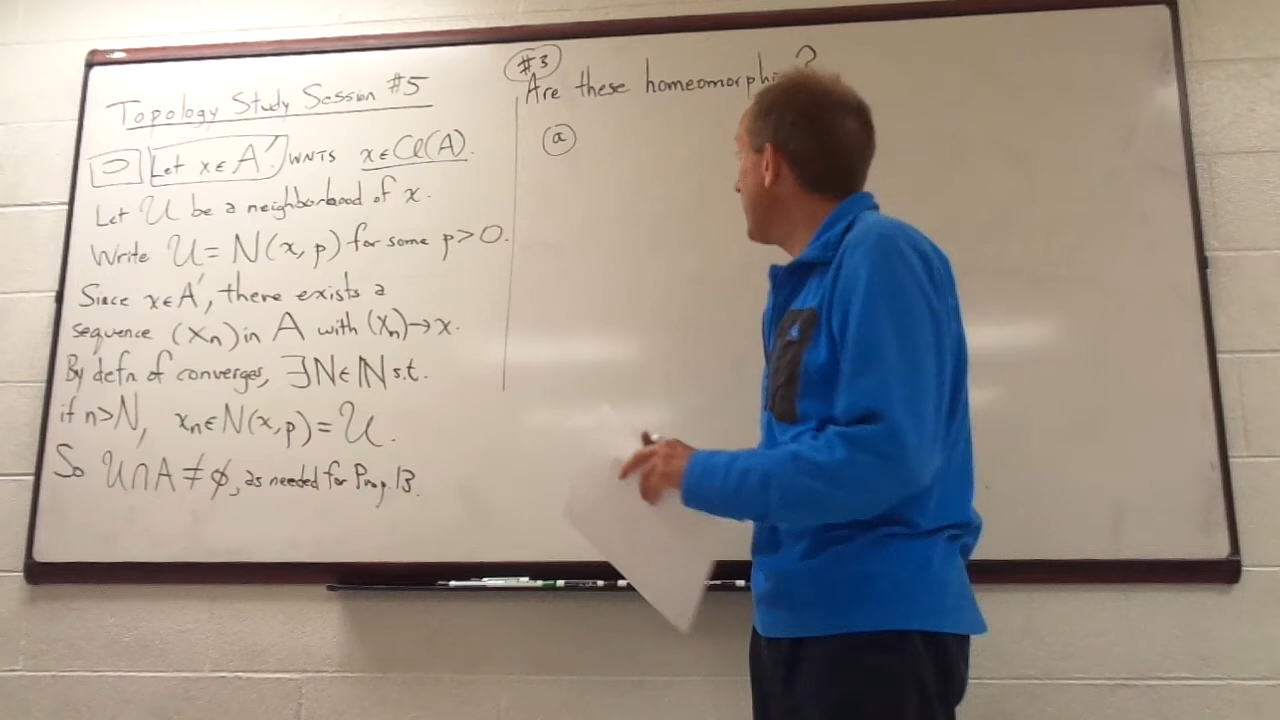 Topology Study Session #5
⊃ Let x∈A'. WNTS x∈Cl(A).
Let U be a neighborhood of x.
Write U = N(x, p) for some p>0.
Since x∈A', there exists a
sequence (xₙ) in A with (xₙ)→x.
By defn of converges, ∃N∈ℕ s.t.
if n>N, xₙ∈N(x,p)=U.
So U∩A≠∅, as needed for Prop. 13.
#3
Are these homeomorphic?
(a)